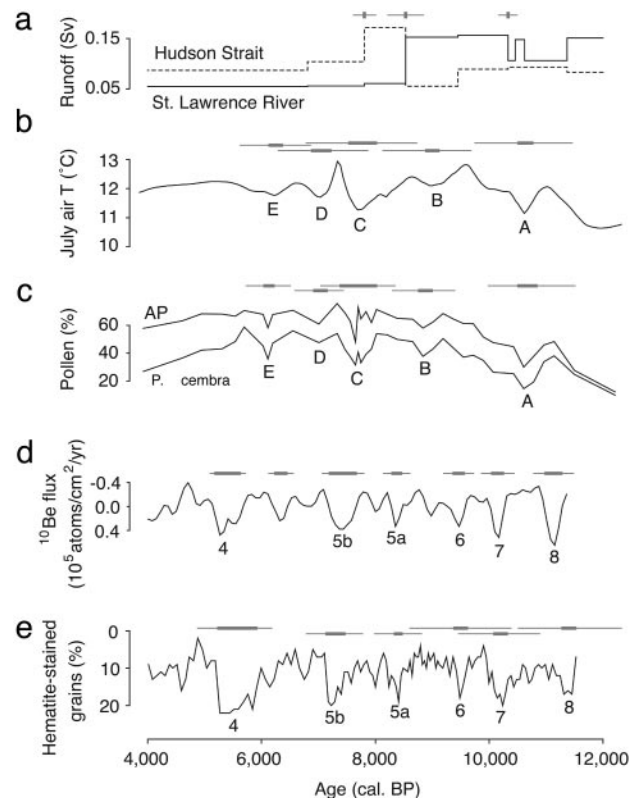 a
Runoff (Sv)
0.15
0.05
Hudson Strait
St. Lawrence River
b
July air T (°C)
13
12
11
10
E
D
C
B
A
c
Pollen (%)
60
40
20
AP
P. cembra
E
D
C
B
A
d
¹⁰Be flux
(10⁵ atoms/cm²/yr)
-0.4
0.0
0.4
4
5b
5a
6
7
8
e
Hematite-stained
grains (%)
0
10
20
4
5b
5a
6
7
8
4,000
6,000
8,000
10,000
12,000
Age (cal. BP)